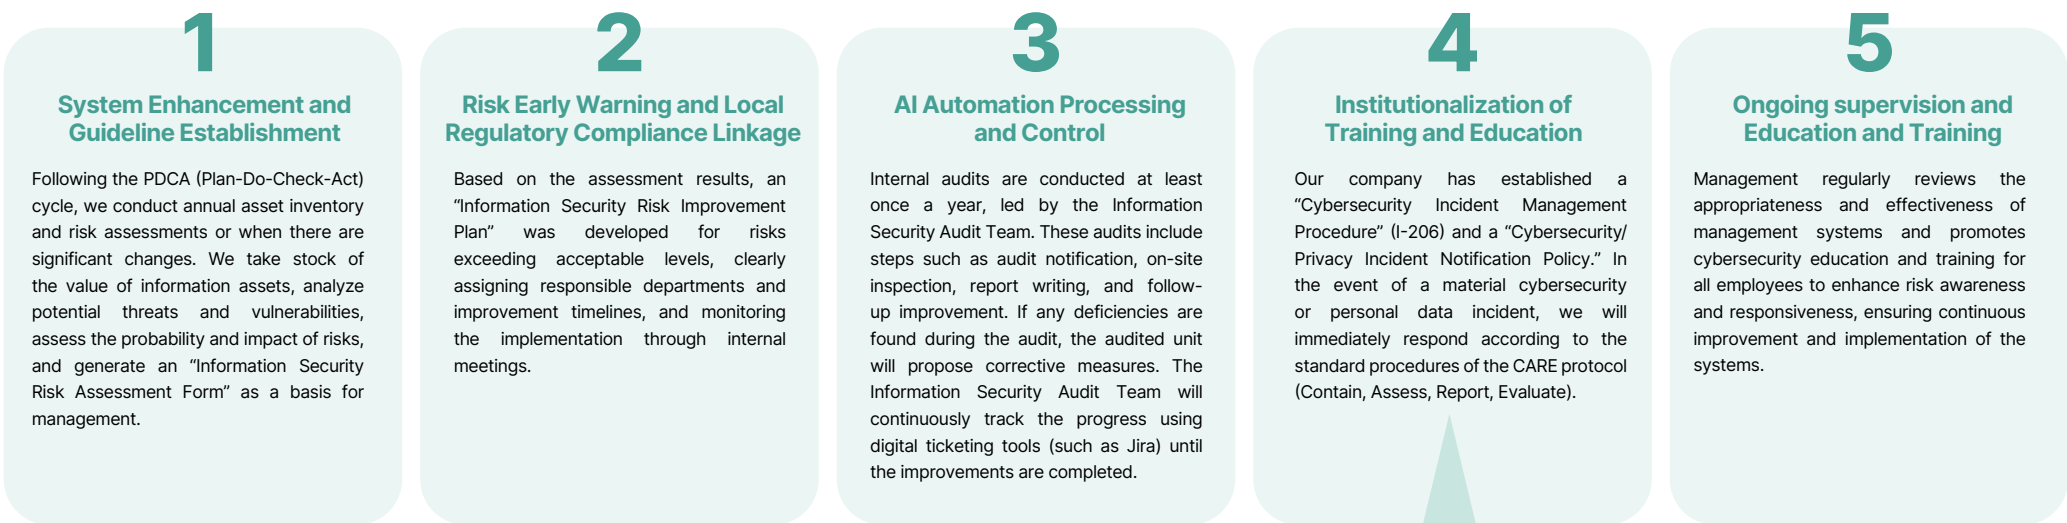 1
System Enhancement and
Guideline Establishment
Following the PDCA (Plan-Do-Check-Act)
cycle, we conduct annual asset inventory
and risk assessments or when there are
significant changes. We take stock of
the value of information assets, analyze
potential threats and vulnerabilities,
assess the probability and impact of risks,
and generate an “Information Security
Risk Assessment Form” as a basis for
management.
2
Risk Early Warning and Local
Regulatory Compliance Linkage
Based on the assessment results, an
“Information Security Risk Improvement
Plan” was developed for risks
exceeding acceptable levels, clearly
assigning responsible departments and
improvement timelines, and monitoring
the implementation through internal
meetings.
3
AI Automation Processing
and Control
Internal audits are conducted at least
once a year, led by the Information
Security Audit Team. These audits include
steps such as audit notification, on-site
inspection, report writing, and follow-
up improvement. If any deficiencies are
found during the audit, the audited unit
will propose corrective measures. The
Information Security Audit Team will
continuously track the progress using
digital ticketing tools (such as Jira) until
the improvements are completed.
4
Institutionalization of
Training and Education
Our company has established a
“Cybersecurity Incident Management
Procedure” (I-206) and a “Cybersecurity/
Privacy Incident Notification Policy.” In
the event of a material cybersecurity
or personal data incident, we will
immediately respond according to the
standard procedures of the CARE protocol
(Contain, Assess, Report, Evaluate).
5
Ongoing supervision and
Education and Training
Management regularly reviews the
appropriateness and effectiveness of
management systems and promotes
cybersecurity education and training for
all employees to enhance risk awareness
and responsiveness, ensuring continuous
improvement and implementation of the
systems.